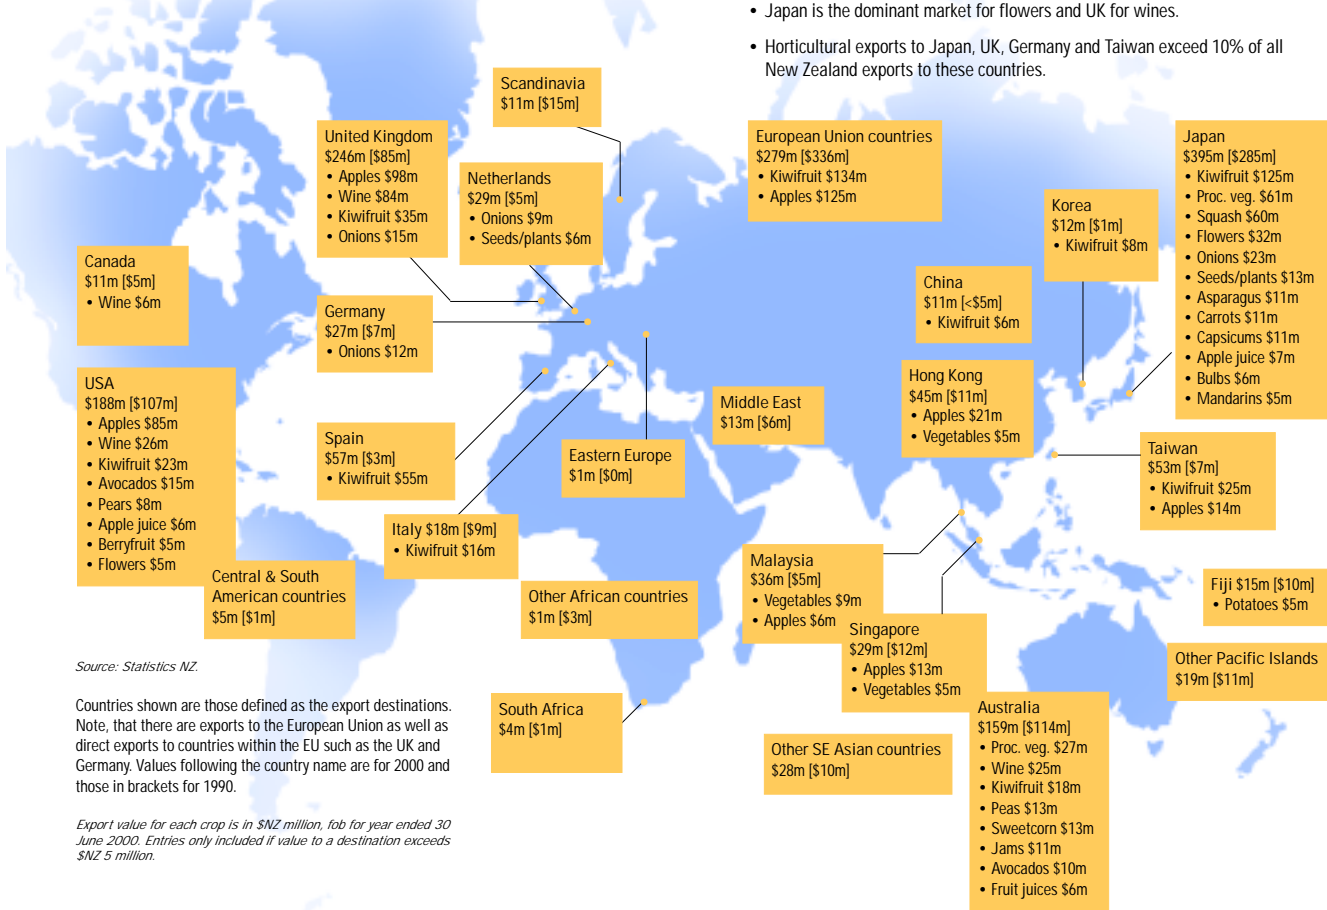 • Japan is the dominant market for flowers and UK for wines.
• Horticultural exports to Japan, UK, Germany and Taiwan exceed 10% of all
New Zealand exports to these countries.
Scandinavia
$11m [$15m]
United Kingdom
$246m [$85m]
• Apples $98m
• Wine $84m
• Kiwifruit $35m
• Onions $15m
Netherlands
$29m [$5m]
• Onions $9m
• Seeds/plants $6m
European Union countries
$279m [$336m]
• Kiwifruit $134m
• Apples $125m
Japan
$395m [$285m]
• Kiwifruit $125m
• Proc. veg. $61m
• Squash $60m
• Flowers $32m
• Onions $23m
• Seeds/plants $13m
• Asparagus $11m
• Carrots $11m
• Capsicums $11m
• Apple juice $7m
• Bulbs $6m
• Mandarins $5m
Korea
$12m [$1m]
• Kiwifruit $8m
Canada
$11m [$5m]
• Wine $6m
Germany
$27m [$7m]
• Onions $12m
China
$11m [<$5m]
• Kiwifruit $6m
USA
$188m [$107m]
• Apples $85m
• Wine $26m
• Kiwifruit $23m
• Avocados $15m
• Pears $8m
• Apple juice $6m
• Berryfruit $5m
• Flowers $5m
Hong Kong
$45m [$11m]
• Apples $21m
• Vegetables $5m
Middle East
$13m [$6m]
Spain
$57m [$3m]
• Kiwifruit $55m
Eastern Europe
$1m [$0m]
Taiwan
$53m [$7m]
• Kiwifruit $25m
• Apples $14m
Italy $18m [$9m]
• Kiwifruit $16m
Central & South
American countries
$5m [$1m]
Other African countries
$1m [$3m]
Malaysia
$36m [$5m]
• Vegetables $9m
• Apples $6m
Fiji $15m [$10m]
• Potatoes $5m
Singapore
$29m [$12m]
• Apples $13m
• Vegetables $5m
Other Pacific Islands
$19m [$11m]
South Africa
$4m [$1m]
Australia
$159m [$114m]
• Proc. veg. $27m
• Wine $25m
• Kiwifruit $18m
• Peas $13m
• Sweetcorn $13m
• Jams $11m
• Avocados $10m
• Fruit juices $6m
Other SE Asian countries
$28m [$10m]
Source: Statistics NZ.
Countries shown are those defined as the export destinations.
Note, that there are exports to the European Union as well as
direct exports to countries within the EU such as the UK and
Germany. Values following the country name are for 2000 and
those in brackets for 1990.
Export value for each crop is in $NZ million, fob for year ended 30
June 2000. Entries only included if value to a destination exceeds
$NZ 5 million.